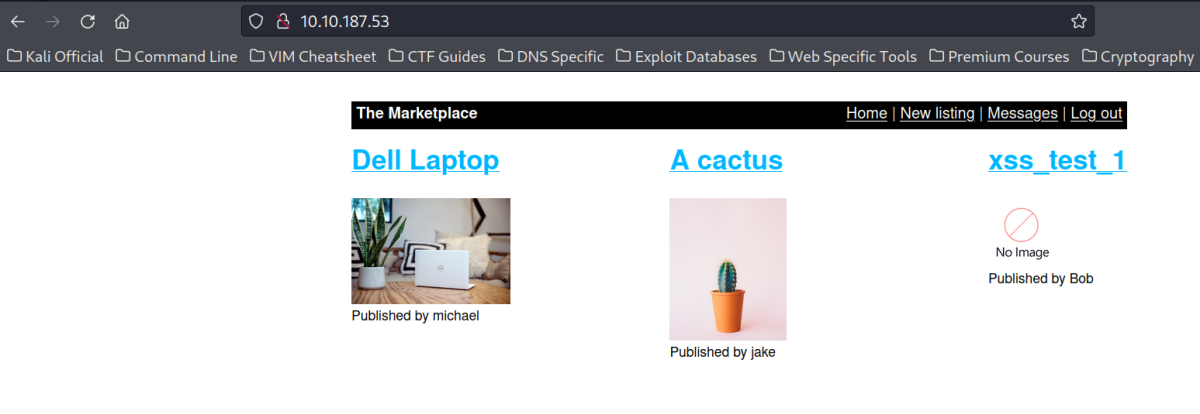 10.10.187.53
Kali Official Command Line VIM Cheatsheet CTF Guides DNS Specific Exploit Databases Web Specific Tools Premium Courses Cryptography
The Marketplace Home | New listing | Messages | Log out
Dell Laptop A cactus xss_test_1
No Image
Published by Bob
Published by michael
Published by jake